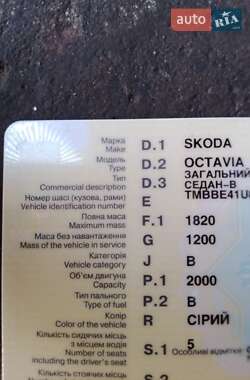 auto RIA
Марка
Make
D.1 SKODA
Модель
Type
D.2 OCTAVIA
Тип
Commercial description
D.3 ЗАГАЛЬНИЙ
СЕДАН-В
Номер шасі (кузова, рами)
Vehicle identification number
E TMBBE41U
Повна маса
Maximum mass
F.1 1820
Маса без навантаження
Mass of the vehicle in service
G 1200
Категорія
Vehicle category
J B
Об'єм двигуна
Capacity
P.1 2000
Тип пального
Type of fuel
P.2 B
Колір
Color of the vehicle
R СІРИЙ
Кількість сидячих місць
з місцем водія
Number of seats
including the driver's seat
S.1 5 Особливі відмітки
Кількість стоячих місць